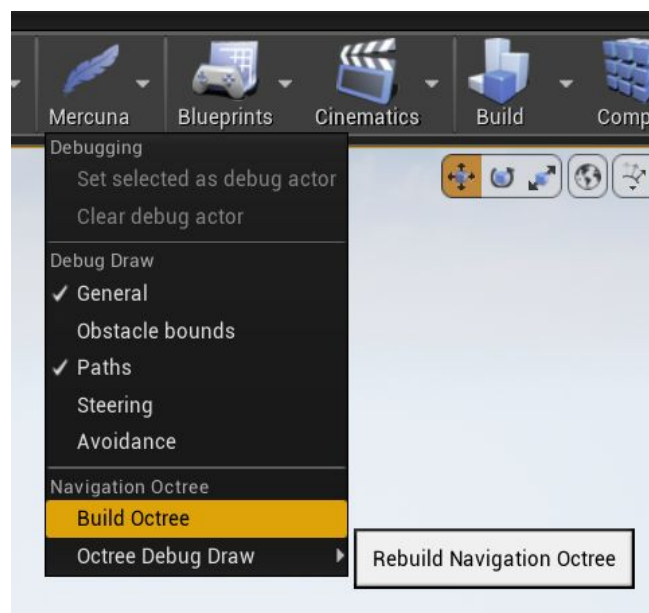 Mercuna Blueprints Cinematics Build Comp
Debugging
Set selected as debug actor
Clear debug actor
Debug Draw
✓ General
Obstacle bounds
✓ Paths
Steering
Avoidance
Navigation Octree
Build Octree
Octree Debug Draw
Rebuild Navigation Octree